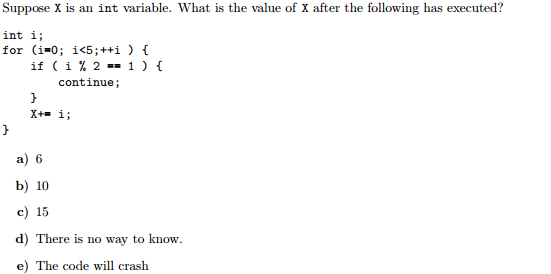 Suppose X is an int variable. What is the value of X after the following has executed?
int i;
for (i=0; i<5;++i ) {
if ( i % 2 == 1 ) {
continue;
}
X+= i;
}
a) 6
b) 10
c) 15
d) There is no way to know.
e) The code will crash